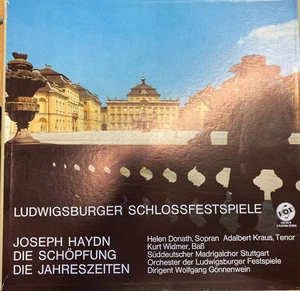 LUDWIGSBURGER SCHLOSSFESTSPIELE
VOX
JOSEPH HAYDN
DIE SCHÖPFUNG
DIE JAHRESZEITEN
Helen Donath, Sopran Adalbert Kraus, Tenor
Kurt Widmer, Baß
Süddeutscher Madrigalchor Stuttgart
Orchester der Ludwigsburger Festspiele
Dirigent Wolfgang Gönnenwein